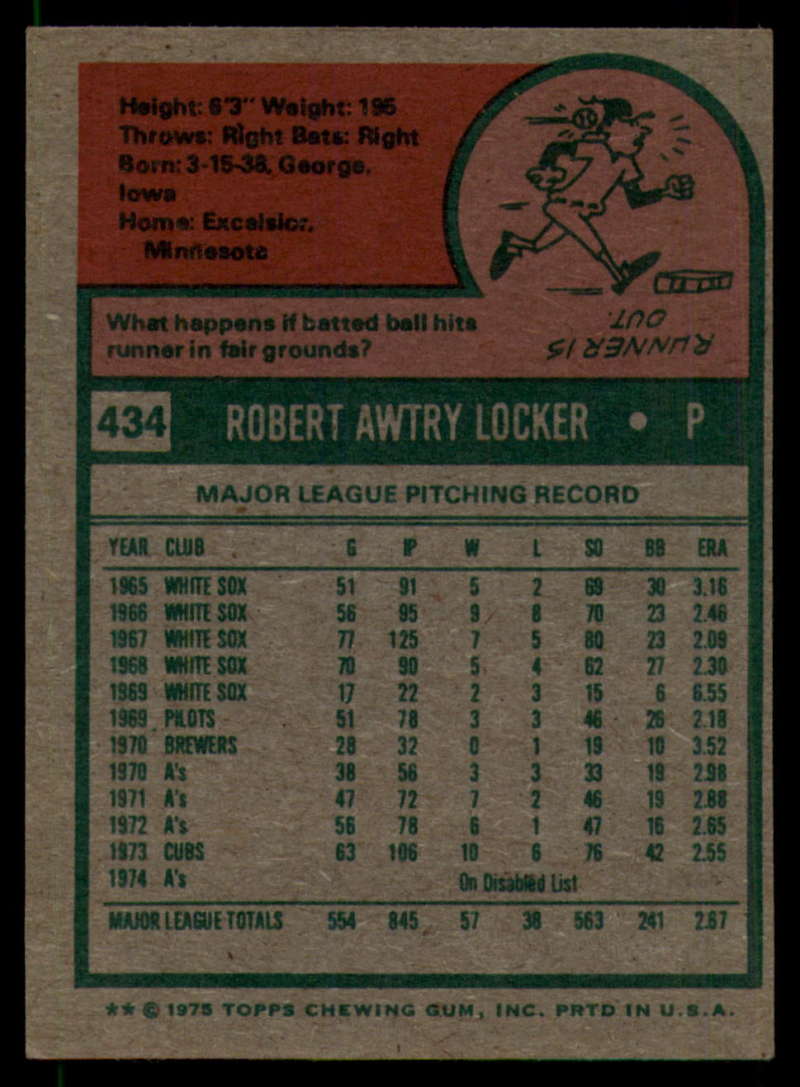 Height: 6'3" Weight: 195
Throws: Right Bats: Right
Born: 3-15-38, George,
Iowa
Home: Excelsior,
Minnesota
What happens if batted ball hits
runner in fair grounds?
RUNNER IS
OUT.
434 ROBERT AWTRY LOCKER • P
MAJOR LEAGUE PITCHING RECORD
YEAR CLUB G IP W L SO BB ERA
1965 WHITE SOX 51 91 5 2 69 30 3.16
1966 WHITE SOX 56 95 9 8 70 23 2.46
1967 WHITE SOX 77 125 7 5 80 23 2.09
1968 WHITE SOX 70 90 5 4 62 27 2.30
1969 WHITE SOX 17 22 2 3 15 6 6.55
1969 PILOTS 51 78 3 3 46 26 2.18
1970 BREWERS 28 32 0 1 19 10 3.52
1970 A's 38 56 3 3 33 19 2.98
1971 A's 47 72 7 2 46 19 2.88
1972 A's 56 78 6 1 47 16 2.65
1973 CUBS 63 106 10 6 76 42 2.55
1974 A's On Disabled List
MAJOR LEAGUE TOTALS 554 845 57 38 563 241 2.67
** © 1975 TOPPS CHEWING GUM, INC. PRTD IN U.S.A.